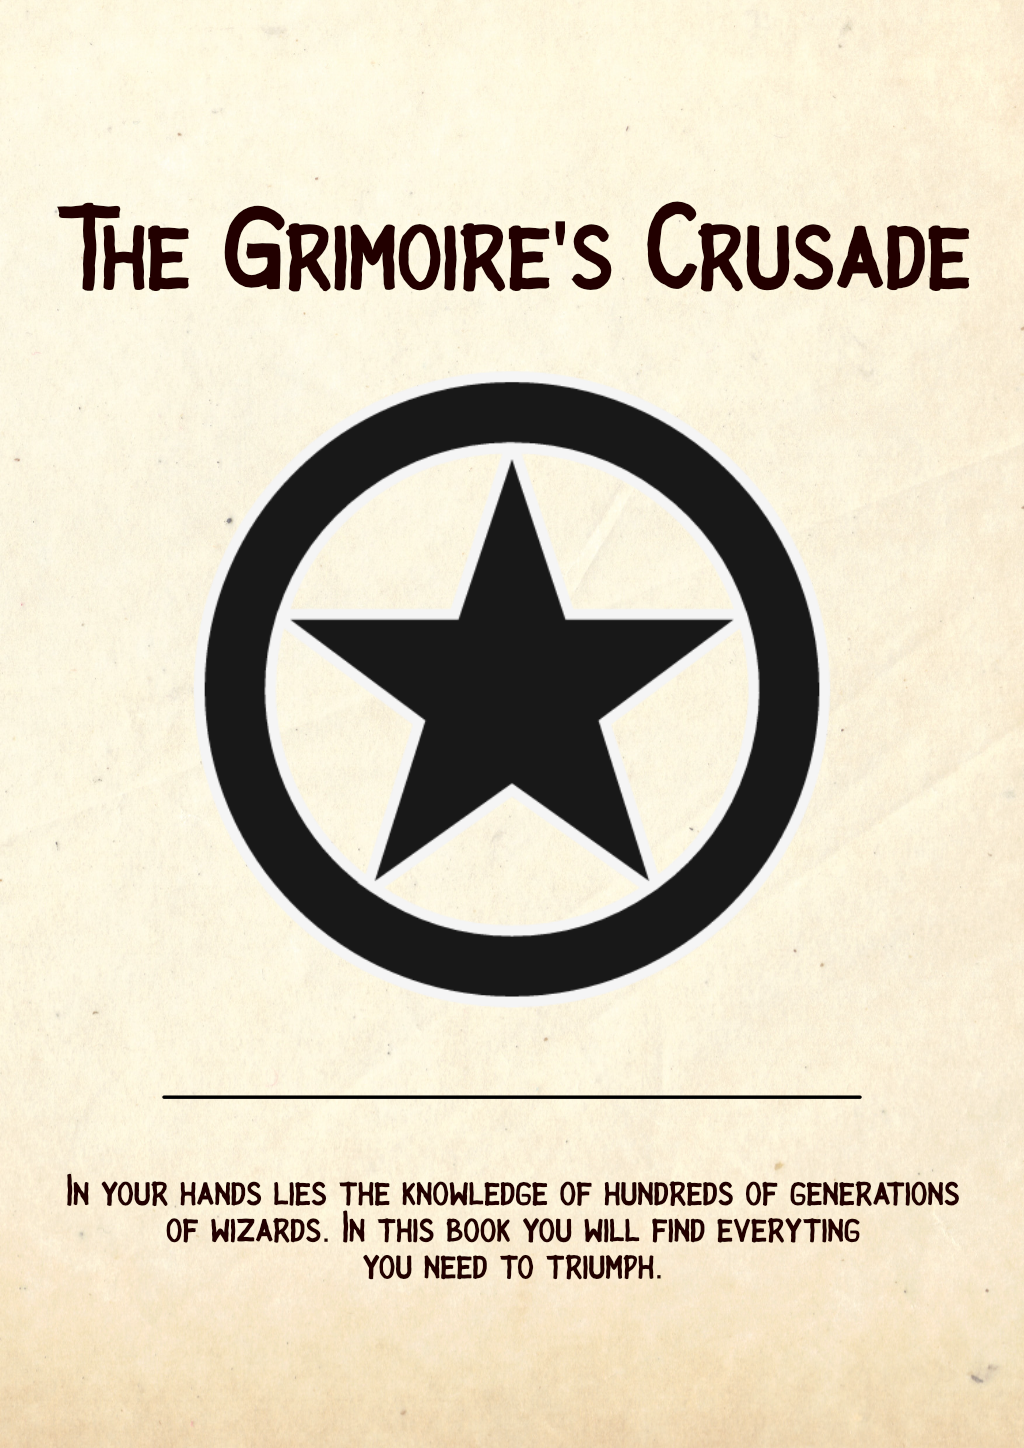 The Grimoire's Crusade
In your hands lies the knowledge of hundreds of generations
of wizards. In this book you will find everyting
you need to triumph.